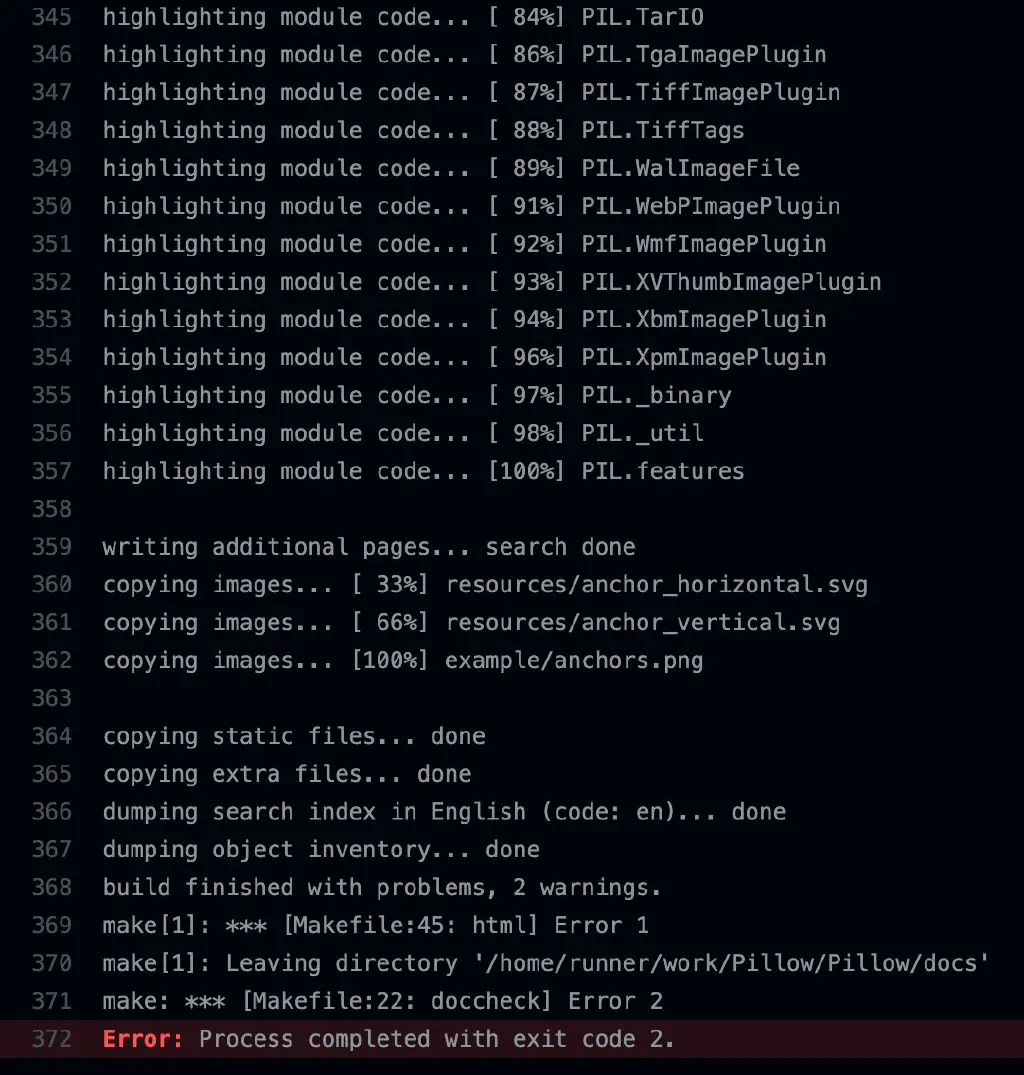 345 highlighting module code... [ 84%] PIL.TarIO
346 highlighting module code... [ 86%] PIL.TgaImagePlugin
347 highlighting module code... [ 87%] PIL.TiffImagePlugin
348 highlighting module code... [ 88%] PIL.TiffTags
349 highlighting module code... [ 89%] PIL.WalImageFile
350 highlighting module code... [ 91%] PIL.WebPImagePlugin
351 highlighting module code... [ 92%] PIL.WmfImagePlugin
352 highlighting module code... [ 93%] PIL.XVThumbImagePlugin
353 highlighting module code... [ 94%] PIL.XbmImagePlugin
354 highlighting module code... [ 96%] PIL.XpmImagePlugin
355 highlighting module code... [ 97%] PIL._binary
356 highlighting module code... [ 98%] PIL._util
357 highlighting module code... [100%] PIL.features
358
359 writing additional pages... search done
360 copying images... [ 33%] resources/anchor_horizontal.svg
361 copying images... [ 66%] resources/anchor_vertical.svg
362 copying images... [100%] example/anchors.png
363
364 copying static files... done
365 copying extra files... done
366 dumping search index in English (code: en)... done
367 dumping object inventory... done
368 build finished with problems, 2 warnings.
369 make[1]: *** [Makefile:45: html] Error 1
370 make[1]: Leaving directory '/home/runner/work/Pillow/Pillow/docs'
371 make: *** [Makefile:22: doccheck] Error 2
372 Error: Process completed with exit code 2.